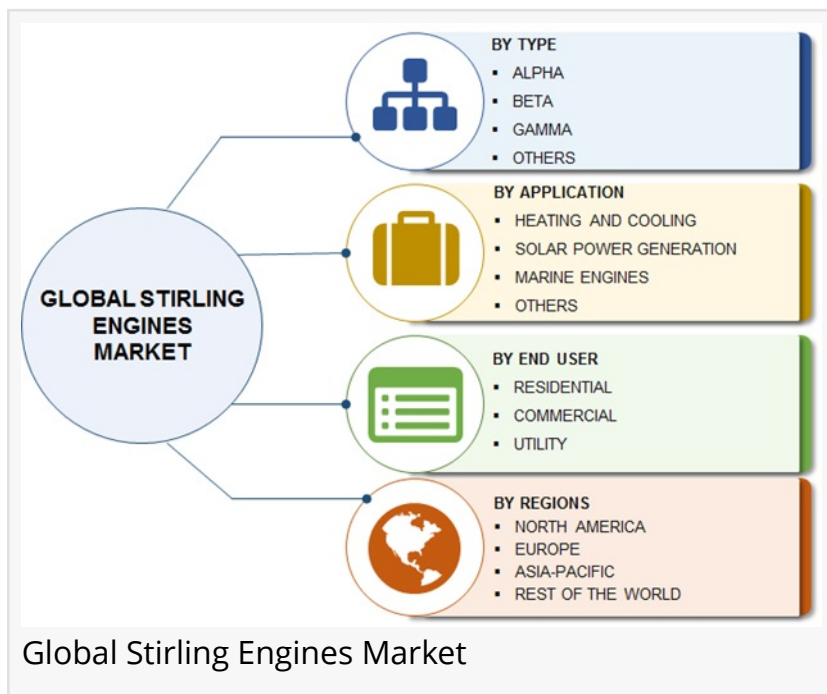 GLOBAL STIRLING
ENGINES
MARKET
BY TYPE
▪ ALPHA
▪ BETA
▪ GAMMA
▪ OTHERS
BY APPLICATION
▪ HEATING AND COOLING
▪ SOLAR POWER GENERATION
▪ MARINE ENGINES
▪ OTHERS
BY END USER
▪ RESIDENTIAL
▪ COMMERCIAL
▪ UTILITY
BY REGIONS
▪ NORTH AMERICA
▪ EUROPE
▪ ASIA-PACIFIC
▪ REST OF THE WORLD
Global Stirling Engines Market